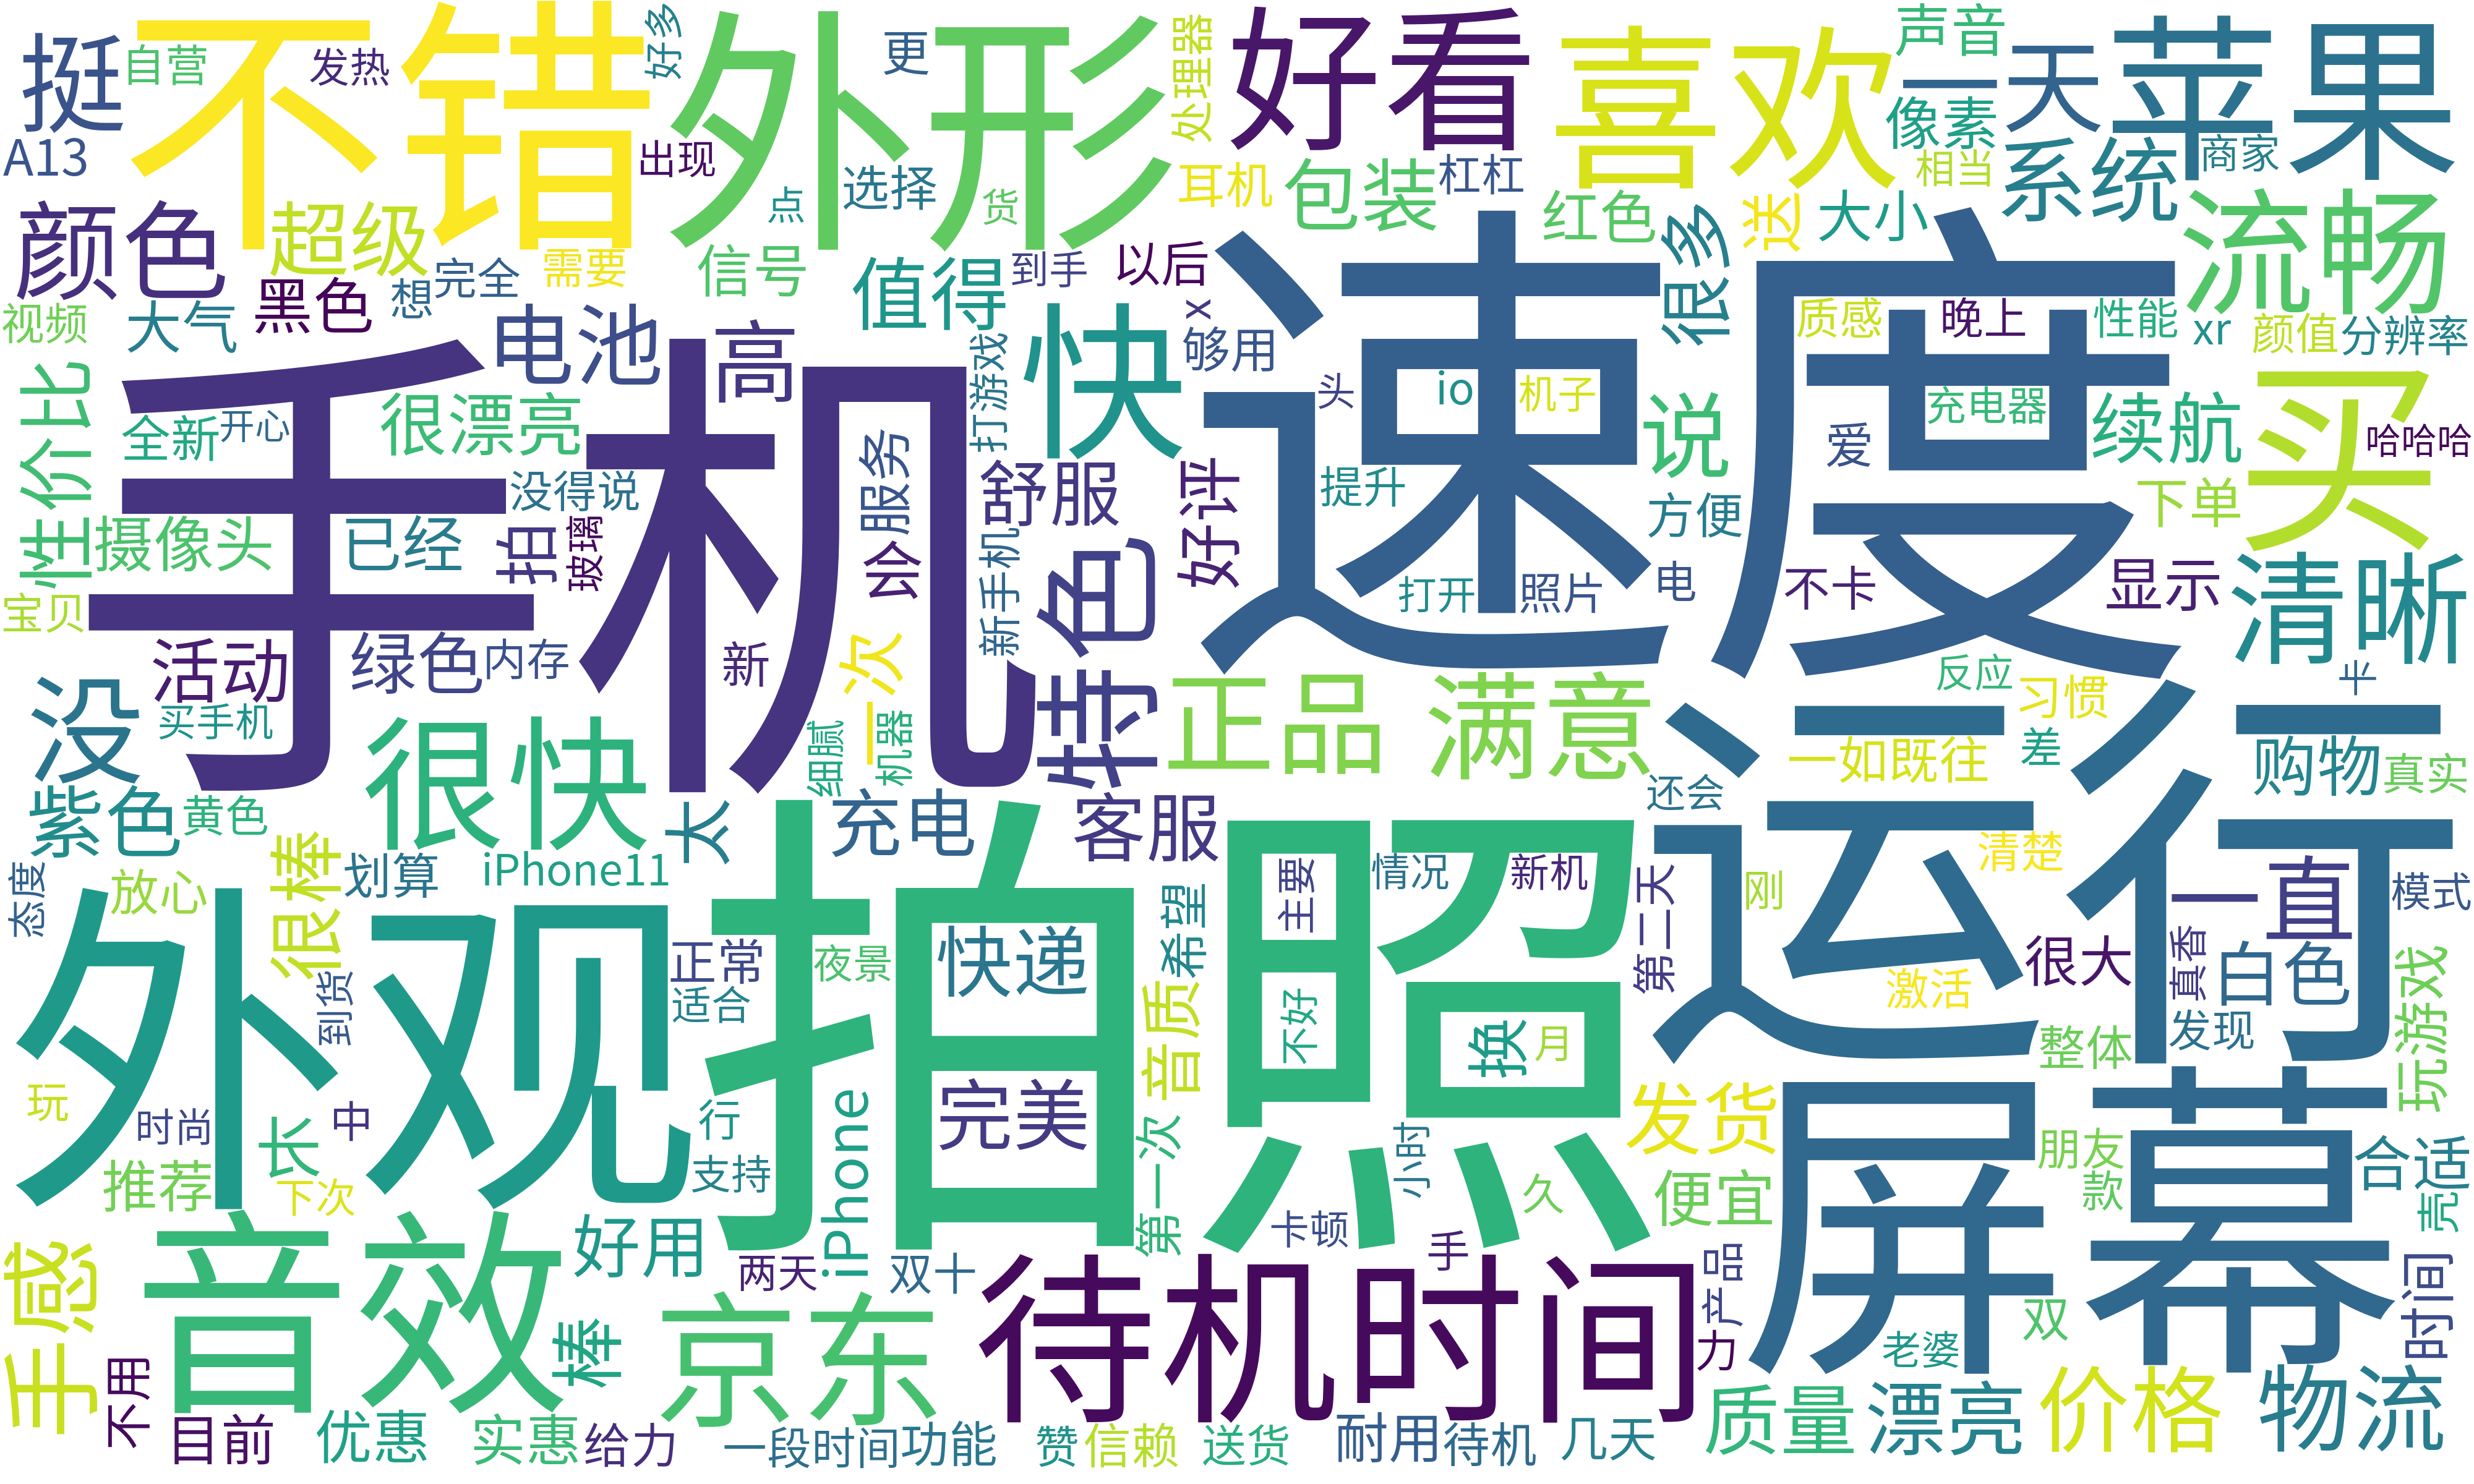 挺
自营
发热
不错
好多
外形
更
处理器
好看
喜欢
声音
一天
苹果
像素
A13
出现
点
选择
货
耳机
包装
杠杠
红色
送
大小
相当
系统
商家
颜色
超级
完全
需要
信号
值得
到手
以后
很多
流畅
视频
大气
黑色
想
电池
高
打游戏
快
x
够用
速度
质感
晚上
性能
xr
颜值
分辨率
性价比
全新
开心
很漂亮
头
io
机子
说
爱
充电器
续航
买
哈哈哈
手机
没得说
服务
舒服
好评
提升
方便
下单
摄像头
已经
拍
玻璃
会
新手机
特色
打开
照片
电
不卡
显示
清晰
宝贝
活动
绿色
内存
新
一次
正品
满意
反应
习惯
半
没
买手机
很快
细腻
机器
运行
一如既往
差
购物
真实
紫色
黄色
太
充电
客服
还会
态度
放心
很棒
划算
iPhone11
拍照
主要
情况
新机
第二天
刚
清楚
一直
模式
外观
到货
正常
夜景
快递
希望
适合
不好
换
月
激活
很大
真香
白色
发现
玩
时尚
中
长
行
完美
音质
整体
玩游戏
推荐
下次
支持
iPhone
第一次
小时
久
发货
便宜
屏幕
朋友
款
合适
壳
手感
音效
好用
两天
双十
卡顿
手
待机时间
产品
力
老婆
双
时间
不用
目前
优惠
实惠
棒
给力
京东
一段时间
功能
赞
信赖
送货
耐用
待机
几天
质量
漂亮
价格
物流